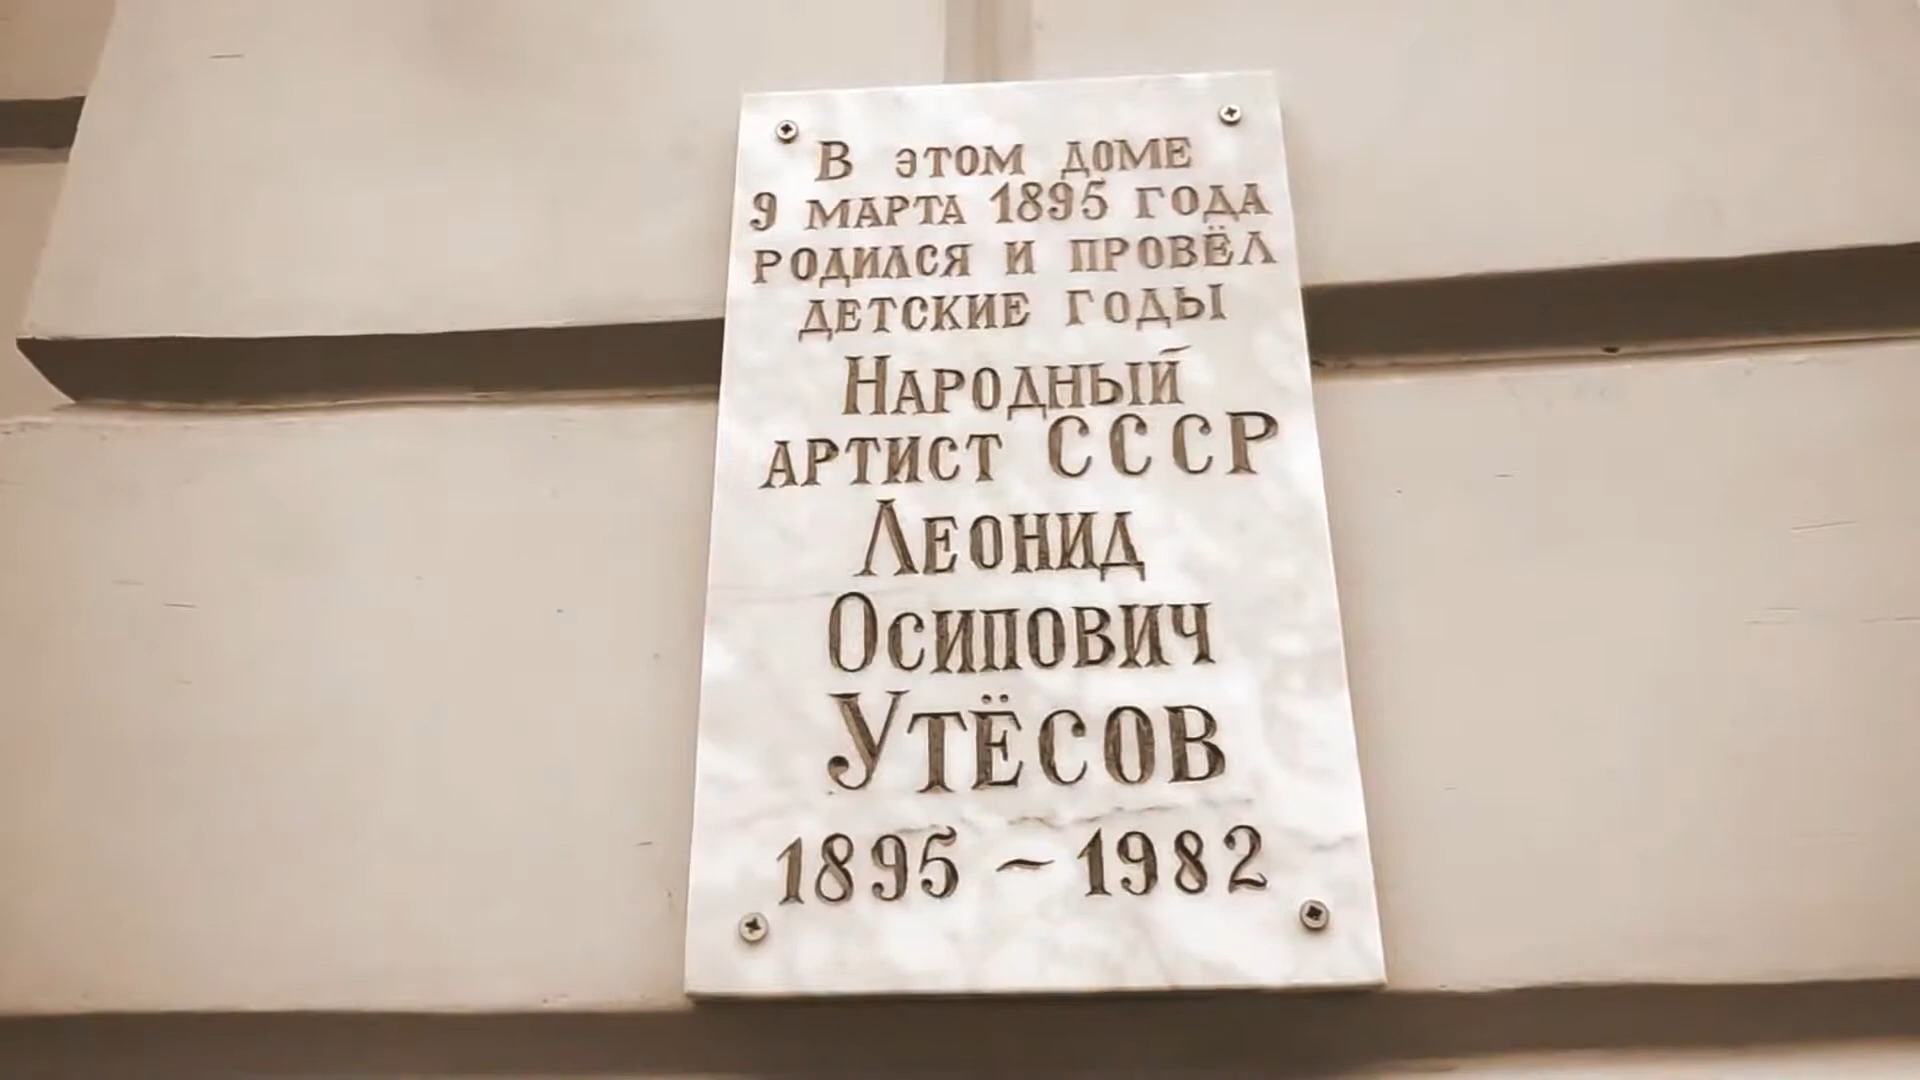 В этом доме
9 марта 1895 года
родился и провёл
детские годы
Народный
артист СССР
Леонид
Осипович
Утёсов
1895 ~ 1982